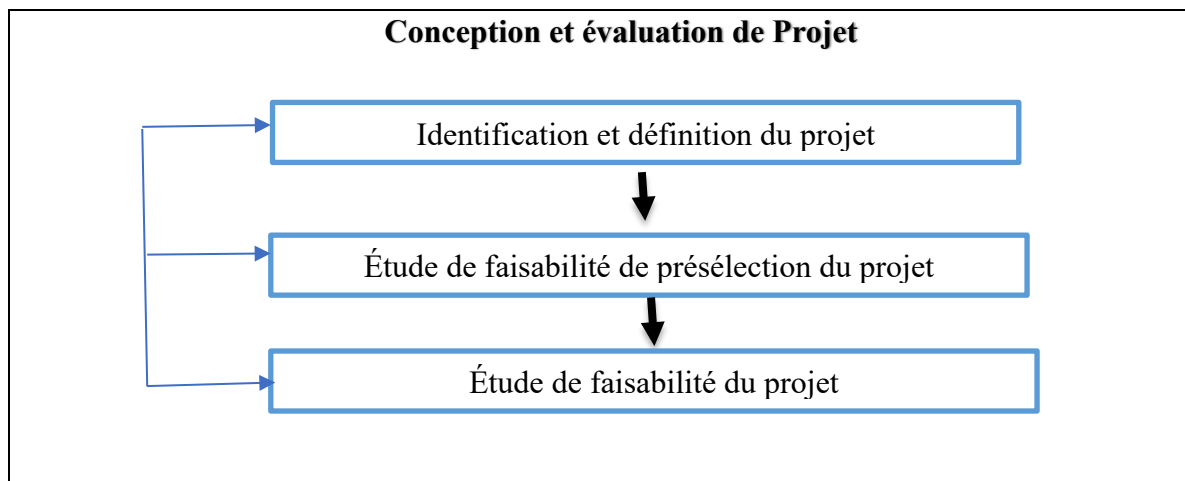 Conception et évaluation de Projet
Identification et définition du projet
Étude de faisabilité de présélection du projet
Étude de faisabilité du projet